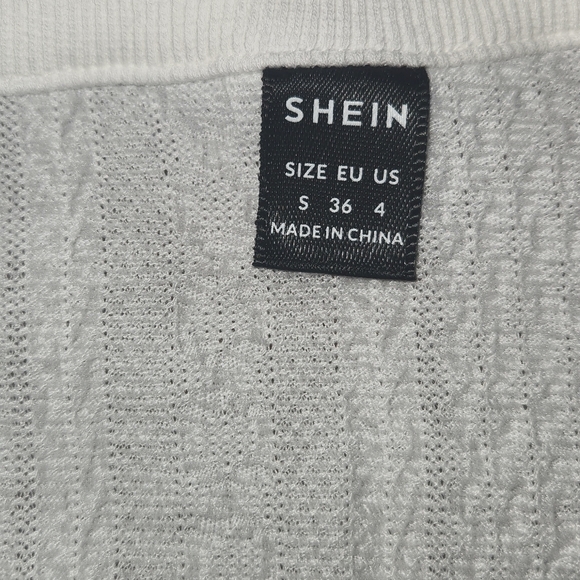 SHEIN
SIZE EU US
S 36 4
MADE IN CHINA